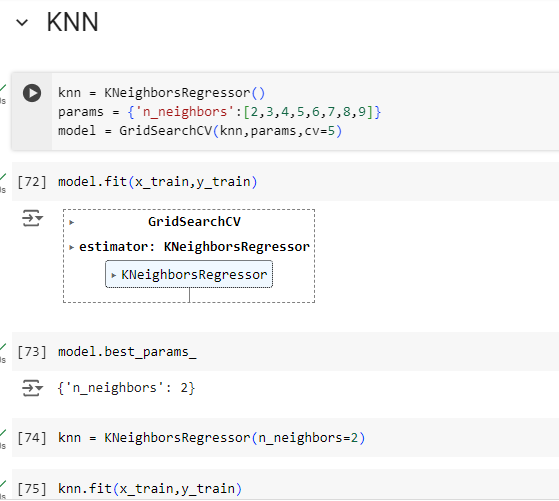 KNN
knn = KNeighborsRegressor()
params = {'n_neighbors':[2,3,4,5,6,7,8,9]}
model = GridSearchCV(knn,params,cv=5)
[72] model.fit(x_train,y_train)
GridSearchCV
estimator: KNeighborsRegressor
KNeighborsRegressor
[73] model.best_params_
{'n_neighbors': 2}
[74] knn = KNeighborsRegressor(n_neighbors=2)
[75] knn.fit(x_train,y_train)